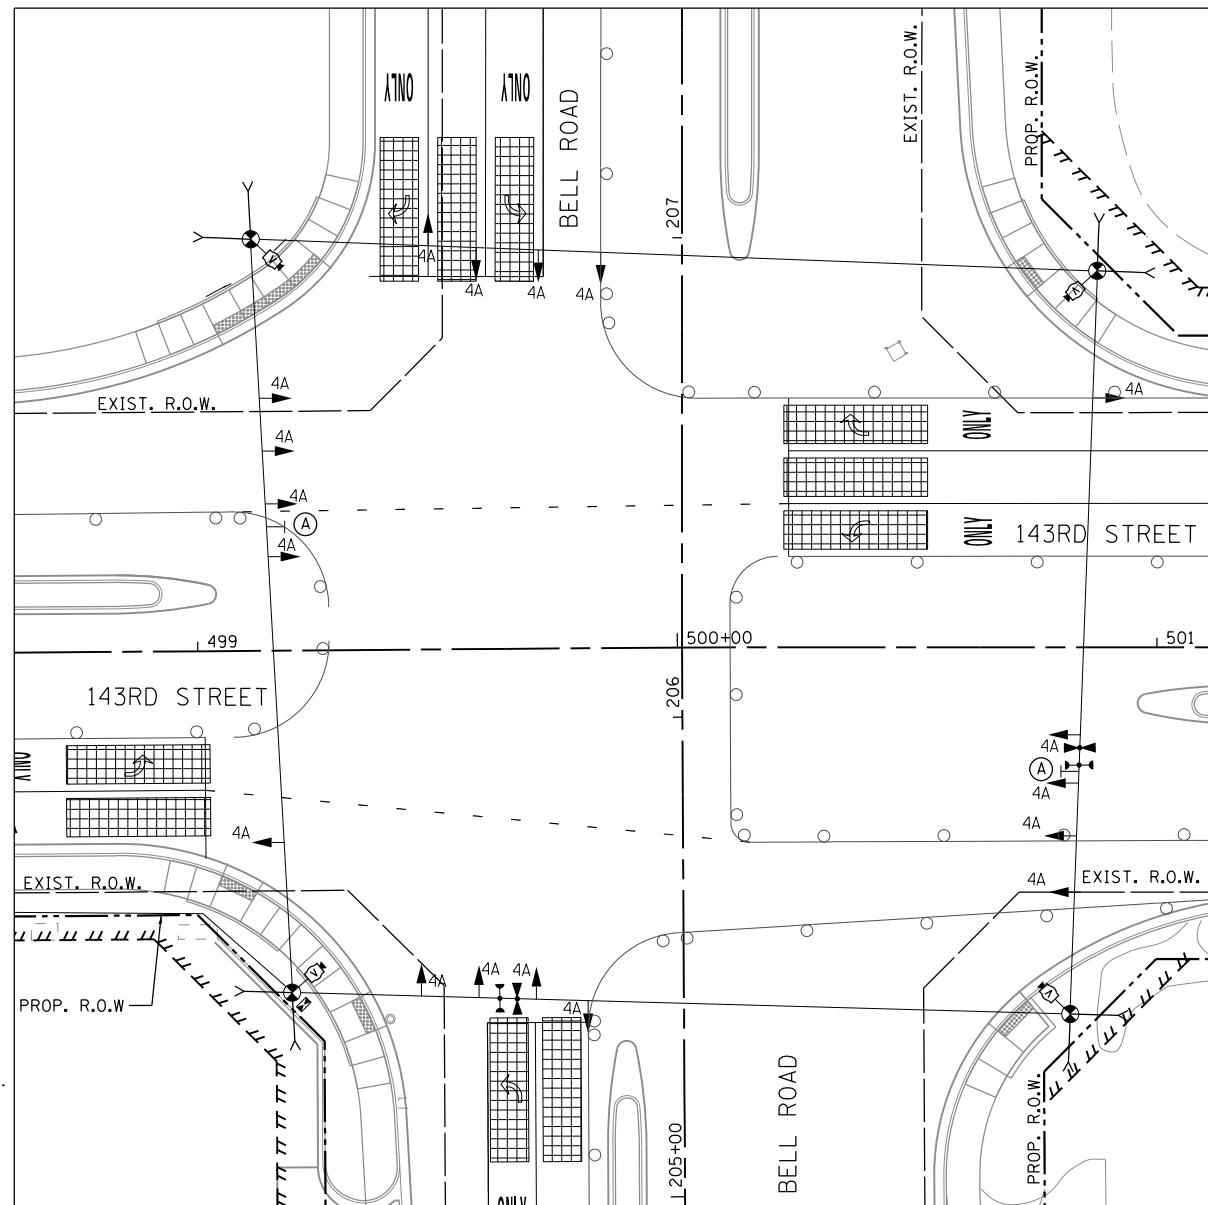 ONLY
ONLY
BELL ROAD
207
EXIST. R.O.W.
PROP. R.O.W.
4A
4A
4A
4A
4A
EXIST. R.O.W.
4A
ONLY
4A
4A
A
4A
ONLY
143RD STREET
499
500+00
501
143RD STREET
206
ONLY
4A
A
4A
4A
4A
4A
EXIST. R.O.W.
EXIST. R.O.W.
4A
4A
4A
4A
PROP. R.O.W
BELL ROAD
PROP. R.O.W.
205+00
ONLY